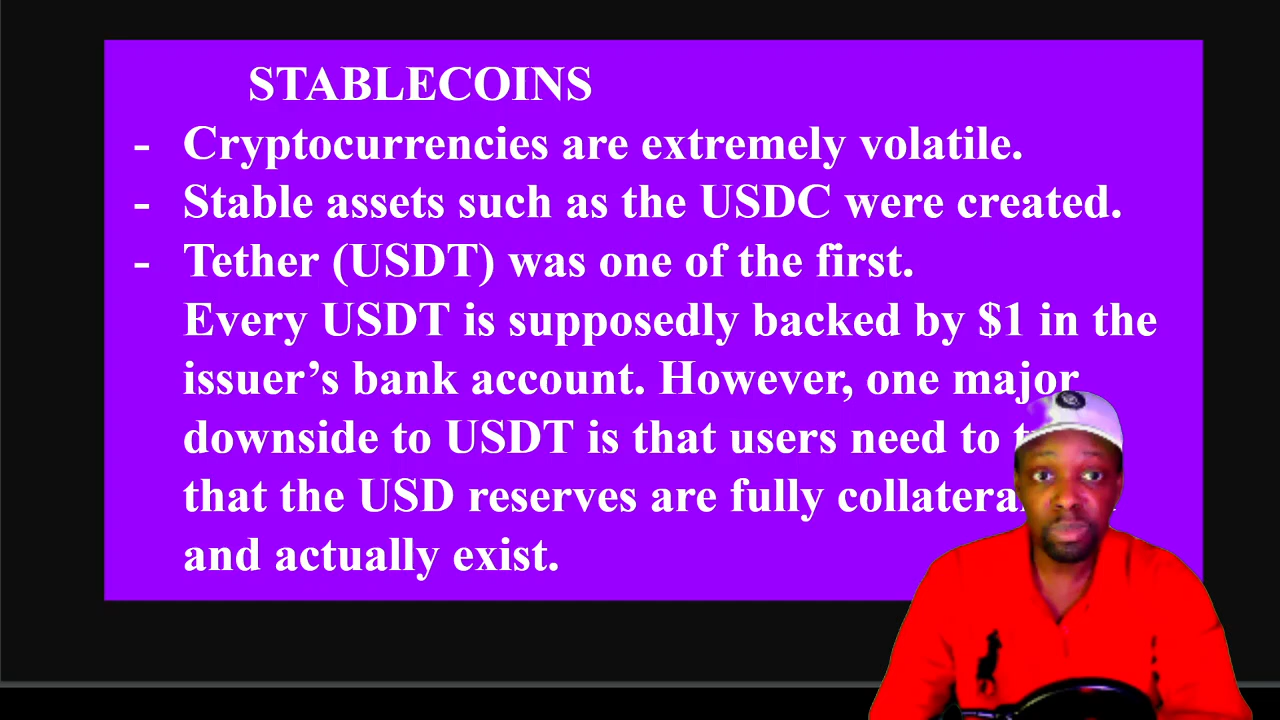 STABLECOINS
- Cryptocurrencies are extremely volatile.
- Stable assets such as the USDC were created.
- Tether (USDT) was one of the first.
Every USDT is supposedly backed by $1 in the
issuer’s bank account. However, one major
downside to USDT is that users need to
that the USD reserves are fully
and actually exist.